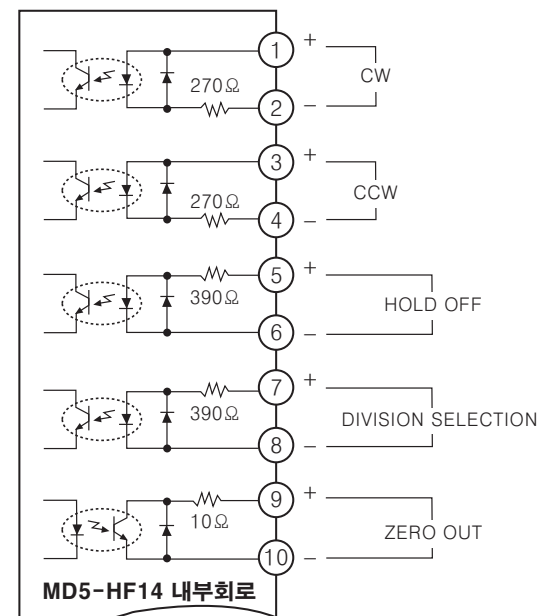 1 +
CW
270Ω
2 −
3 +
CCW
270Ω
4 −
5 +
390Ω
HOLD OFF
6 −
7 +
390Ω
DIVISION SELECTION
8 −
9 +
10Ω
ZERO OUT
10 −
MD5-HF14 내부회로